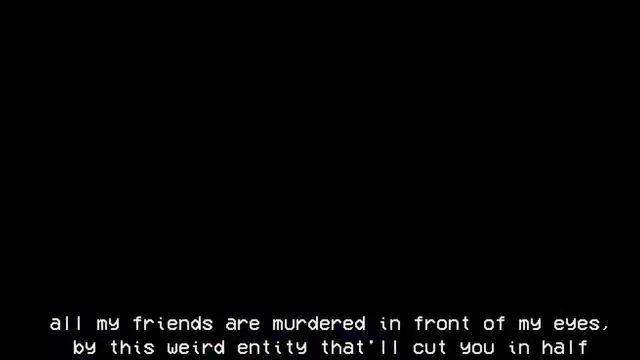 all my friends are murdered in front of my eyes,
by this weird entity that'll cut you in half